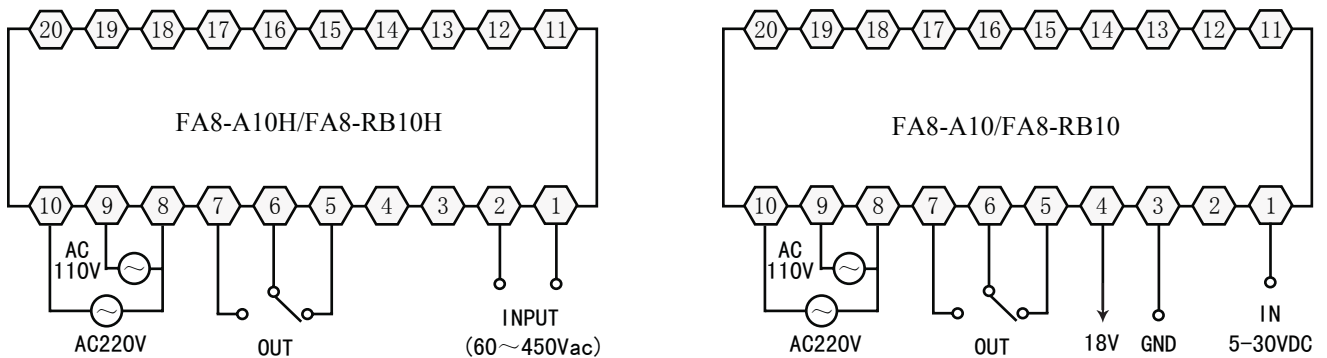 20 19 18 17 16 15 14 13 12 11
FA8-A10H/FA8-RB10H
10 9 8 7 6 5 4 3 2 1
AC
110V
AC220V
OUT
INPUT
(60～450Vac)
20 19 18 17 16 15 14 13 12 11
FA8-A10/FA8-RB10
10 9 8 7 6 5 4 3 2 1
AC
110V
AC220V
OUT
18V
GND
IN
5-30VDC